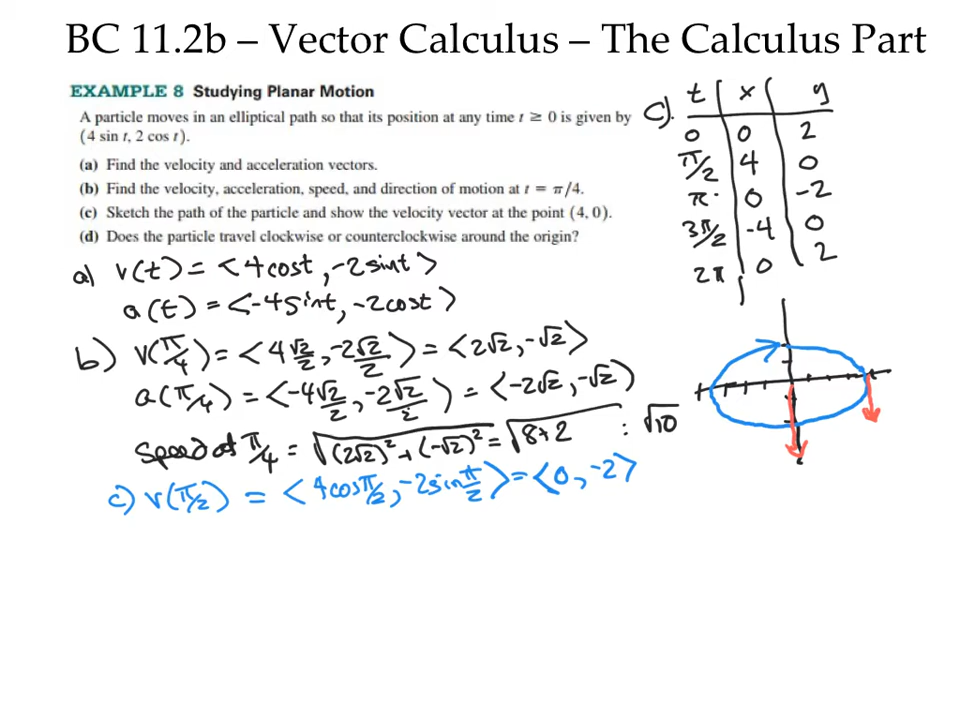 BC 11.2b – Vector Calculus – The Calculus Part
EXAMPLE 8 Studying Planar Motion
A particle moves in an elliptical path so that its position at any time t ≥ 0 is given by
(4 sin t, 2 cos t).
(a) Find the velocity and acceleration vectors.
(b) Find the velocity, acceleration, speed, and direction of motion at t = π/4.
(c) Sketch the path of the particle and show the velocity vector at the point (4, 0).
(d) Does the particle travel clockwise or counterclockwise around the origin?
c). t x y
0 0 2
π/2 4 0
π 0 -2
3π/2 -4 0
2π 0 2
a) v(t) = <4cost, -2sint>
a(t) = <-4sint, -2cost>
b) v(π/4) = <4 √2/2, -2√2/2> = <2√2, -√2>
a(π/4) = <-4√2/2, -2√2/2> = <-2√2, -√2>
Speed at π/4 = √((2√2)² + (-√2)²) = √(8+2) : √10
c) v(π/2) = <4cosπ/2, -2sinπ/2> = <0, -2>